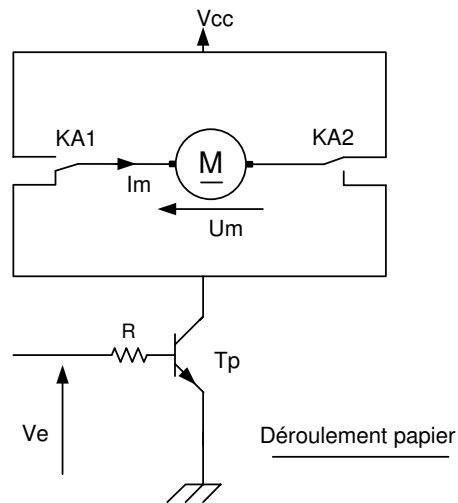 Vcc
KA1
KA2
M
Im
Um
R
Tp
Ve
Déroulement papier